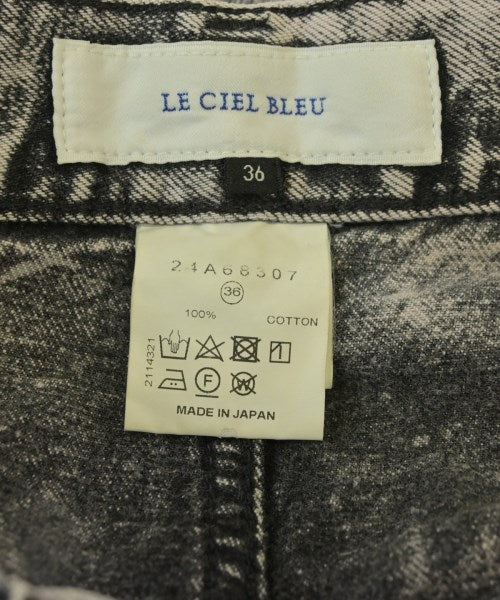 LE CIEL BLEU
36
24A68307
36
100% COTTON
2114321
F
W
MADE IN JAPAN